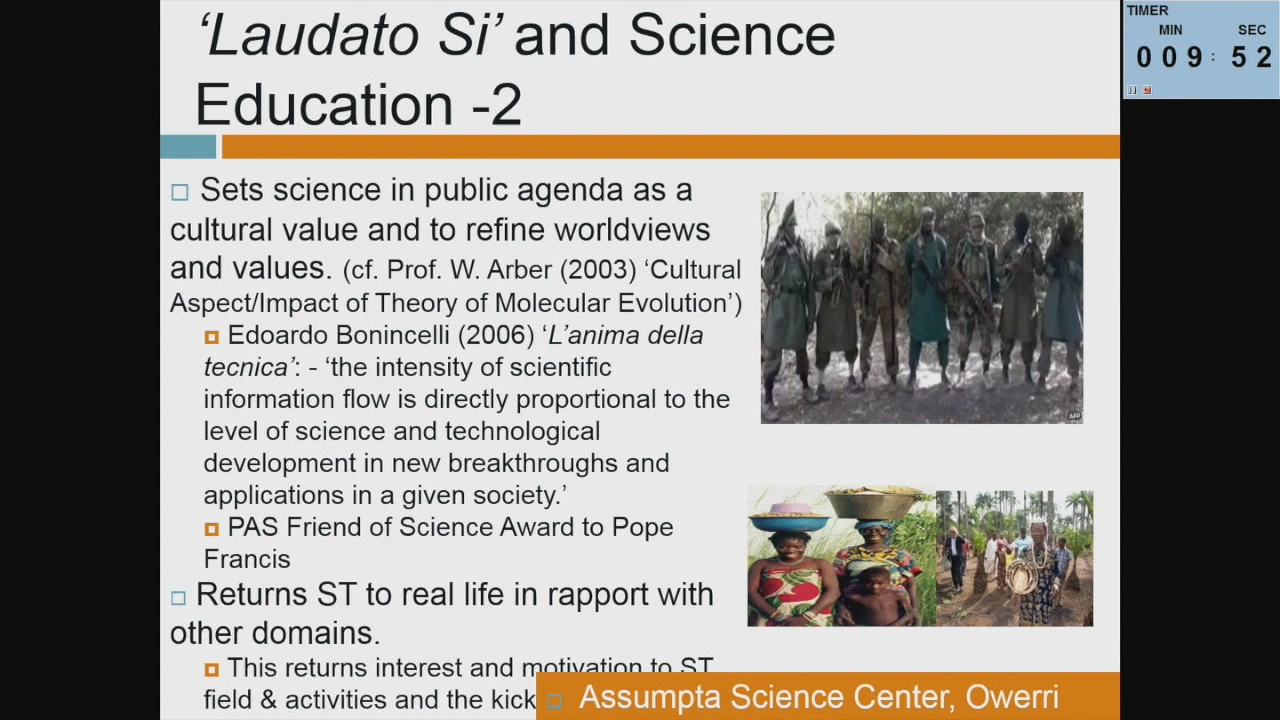 ‘Laudato Si’ and Science
Education -2
TIMER
MIN SEC
009:52
Sets science in public agenda as a
cultural value and to refine worldviews
and values. (cf. Prof. W. Arber (2003) ‘Cultural
Aspect/Impact of Theory of Molecular Evolution’)
Edoardo Bonincelli (2006) ‘L’anima della
tecnica’: - ‘the intensity of scientific
information flow is directly proportional to the
level of science and technological
development in new breakthroughs and
applications in a given society.’
PAS Friend of Science Award to Pope
Francis
Returns ST to real life in rapport with
other domains.
This returns interest and motivation to ST
field & activities and the kick
AFP
Assumpta Science Center, Owerri